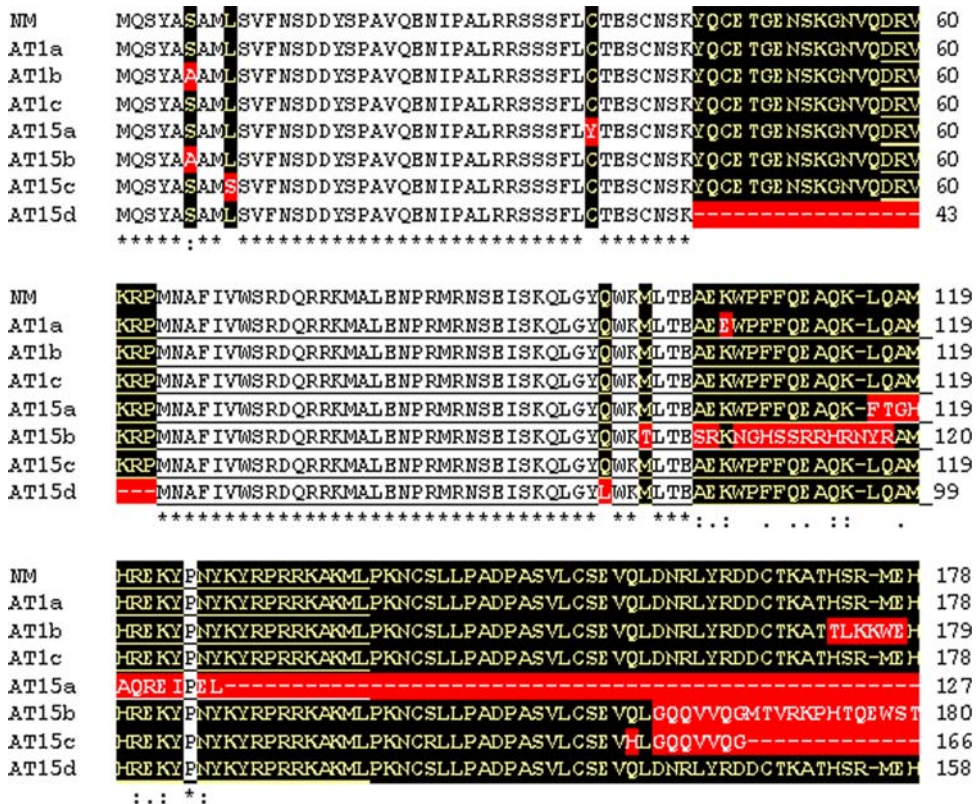 NM MQSYASAMLSVFNSDDYSPAVQENIPALRRSSSFLCTESCNSKYQCETGENSKGNVQDRV 60
AT1a MQSYASAMLSVFNSDDYSPAVQENIPALRRSSSFLCTESCNSKYQCETGENSKGNVQDRV 60
AT1b MQSYAAAMLSVFNSDDYSPAVQENIPALRRSSSFLCTESCNSKYQCETGENSKGNVQDRV 60
AT1c MQSYASAMLSVFNSDDYSPAVQENIPALRRSSSFLCTESCNSKYQCETGENSKGNVQDRV 60
AT15a MQSYASAMLSVFNSDDYSPAVQENIPALRRSSSFLYTESCNSKYQCETGENSKGNVQDRV 60
AT15b MQSYAAAMLSVFNSDDYSPAVQENIPALRRSSSFLCTESCNSKYQCETGENSKGNVQDRV 60
AT15c MQSYASAMSSVFNSDDYSPAVQENIPALRRSSSFLCTESCNSKYQCETGENSKGNVQDRV 60
AT15d MQSYASAMLSVFNSDDYSPAVQENIPALRRSSSFLCTESCNSK----------------- 43
*****:** ************************** *******
NM KRPMNAFIVWSRDQRRKMALENPRMRNSEISKQLGYQWKMLTEAEKWPFFQEAQK-LQAM 119
AT1a KRPMNAFIVWSRDQRRKMALENPRMRNSEISKQLGYQWKMLTEAEEWPFFQEAQK-LQAM 119
AT1b KRPMNAFIVWSRDQRRKMALENPRMRNSEISKQLGYQWKMLTEAEKWPFFQEAQK-LQAM 119
AT1c KRPMNAFIVWSRDQRRKMALENPRMRNSEISKQLGYQWKMLTEAEKWPFFQEAQK-LQAM 119
AT15a KRPMNAFIVWSRDQRRKMALENPRMRNSEISKQLGYQWKMLTEAEKWPFFQEAQK-FTGH 119
AT15b KRPMNAFIVWSRDQRRKMALENPRMRNSEISKQLGYQWKTLTESRKNGHSSRRHRNYRAM 120
AT15c KRPMNAFIVWSRDQRRKMALENPRMRNSEISKQLGYQWKMLTEAEKWPFFQEAQK-LQAM 119
AT15d ---MNAFIVWSRDQRRKMALENPRMRNSEISKQLGYLWKMLTEAEKWPFFQEAQK-LQAM 99
********************************* ** ***:.:  . .. ::   .
NM HREKYPNYKYRPRRKAKMLPKNCSLLPADPASVLCSEVQLDNRLYRDDCTKATHSR-MEH 178
AT1a HREKYPNYKYRPRRKAKMLPKNCSLLPADPASVLCSEVQLDNRLYRDDCTKATHSR-MEH 178
AT1b HREKYPNYKYRPRRKAKMLPKNCSLLPADPASVLCSEVQLDNRLYRDDCTKATTLKKWEH 179
AT1c HREKYPNYKYRPRRKAKMLPKNCSLLPADPASVLCSEVQLDNRLYRDDCTKATHSR-MEH 178
AT15a AQREIPEL---------------------------------------------------- 127
AT15b HREKYPNYKYRPRRKAKMLPKNCSLLPADPASVLCSEVQLGQQVVQGMTVRKPHTQEWST 180
AT15c HREKYPNYKYRPRRKAKMLPKNCRLLPADPASVLCSEVHLGQQVVQG------------- 166
AT15d HREKYPNYKYRPRRKAKMLPKNCSLLPADPASVLCSEVQLDNRLYRDDCTKATHSR-MEH 158
:.: *: